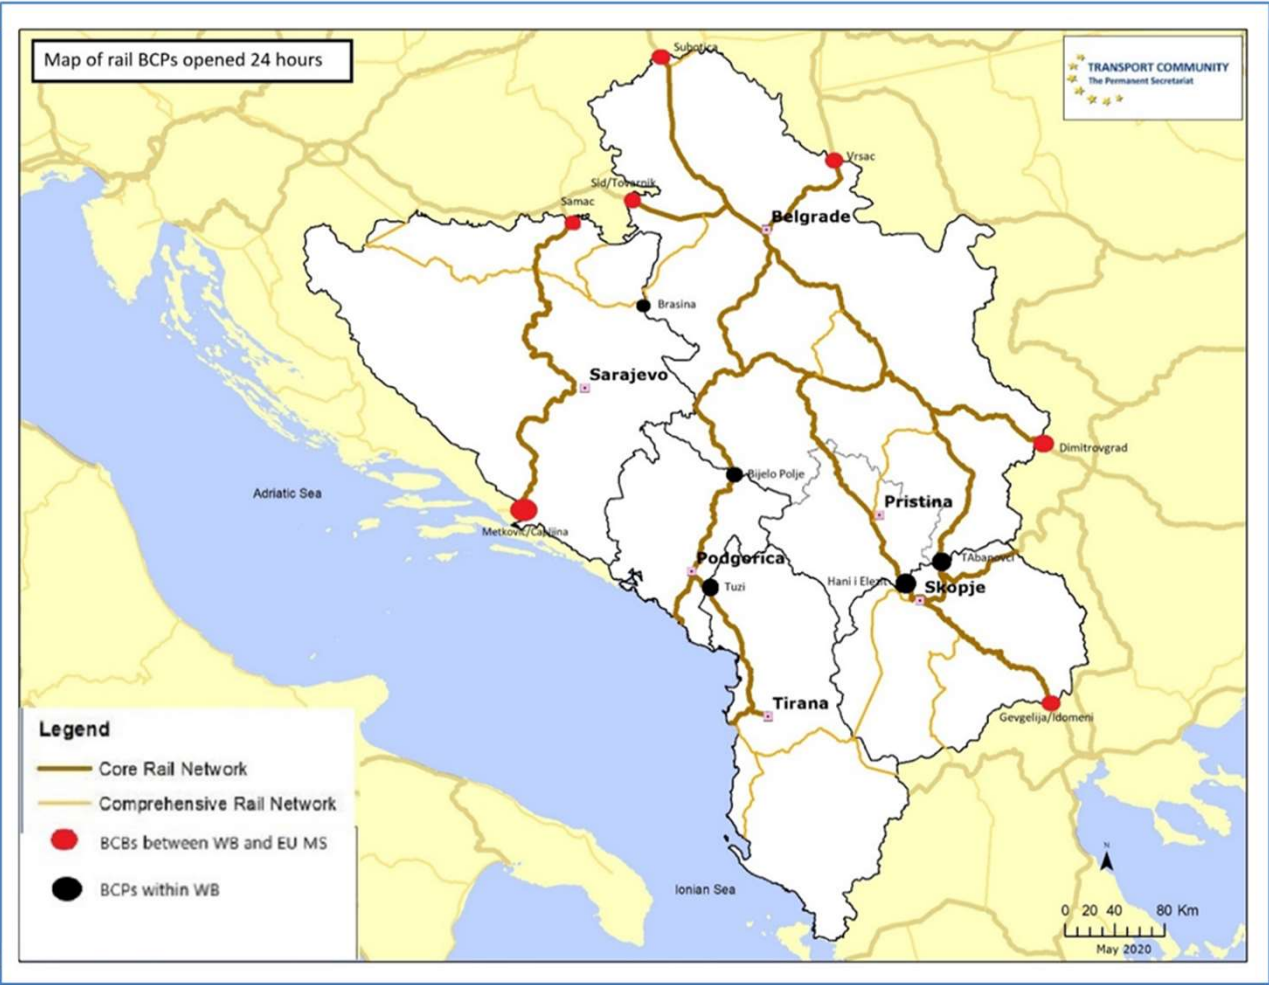 Map of rail BCPs opened 24 hours
TRANSPORT COMMUNITY
The Permanent Secretariat
Subotica
Vrsac
Sid/Tovarnik
Samac
Belgrade
Brasina
Sarajevo
Dimitrovgrad
Bijelo Polje
Adriatic Sea
Pristina
Metković/Capljina
Podgorica
TAbanovci
Hani i Elezit
Tuzi
Skopje
Tirana
Gevgelija/Idomeni
Legend
Core Rail Network
Comprehensive Rail Network
BCBs between WB and EU MS
BCPs within WB
Ionian Sea
N
0 20 40 80 Km
May 2020